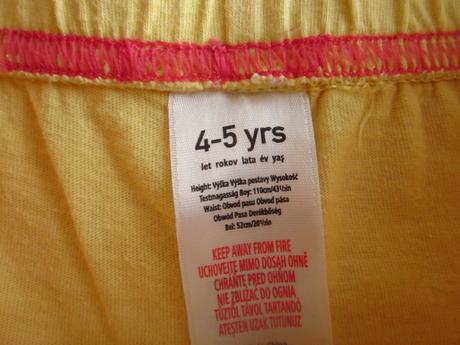 4-5 yrs
let rokov lata év yaş
Height: Výška Výška postavy Wysokość
Testmagasság Boy: 110cm/43½in
Waist: Obvod pasu Obvod pása
Obwód Pasa Derékbőség
Bel: 52cm/20½in
KEEP AWAY FROM FIRE
UCHOVEJTE MIMO DOSAH OHNĚ
CHRÁŇTE PRED OHŇOM
NIE ZBLIŻAĆ DO OGNIA
TŰZTŐL TÁVOL TARTANDÓ
ATEŞTEN UZAK TUTUNUZ